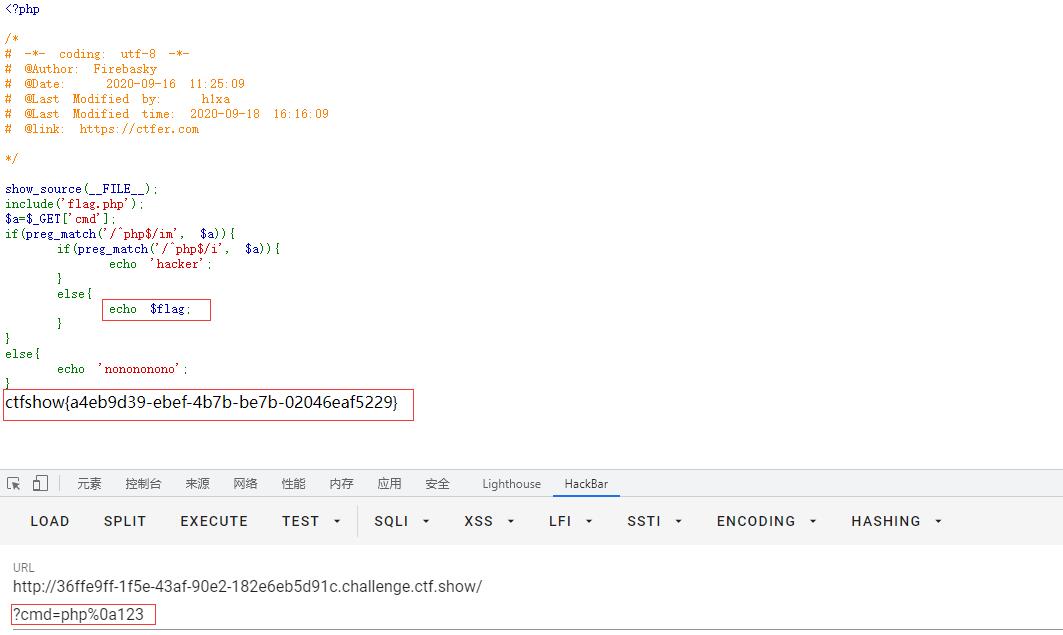 <?php
/*
# -*- coding: utf-8 -*-
# @Author: Firebasky
# @Date: 2020-09-16 11:25:09
# @Last Modified by: h1xa
# @Last Modified time: 2020-09-18 16:16:09
# @link: https://ctfer.com
*/
show_source(__FILE__);
include('flag.php');
$a=$_GET['cmd'];
if(preg_match('/^php$/im', $a)){
if(preg_match('/^php$/i', $a)){
echo 'hacker';
}
else{
echo $flag;
}
}
else{
echo 'nonononono';
}
ctfshow{a4eb9d39-ebef-4b7b-be7b-02046eaf5229}
元素 控制台 来源 网络 性能 内存 应用 安全 Lighthouse HackBar
LOAD SPLIT EXECUTE TEST SQLI XSS LFI SSTI ENCODING HASHING
URL
http://36ffe9ff-1f5e-43af-90e2-182e6eb5d91c.challenge.ctf.show/
?cmd=php%0a123